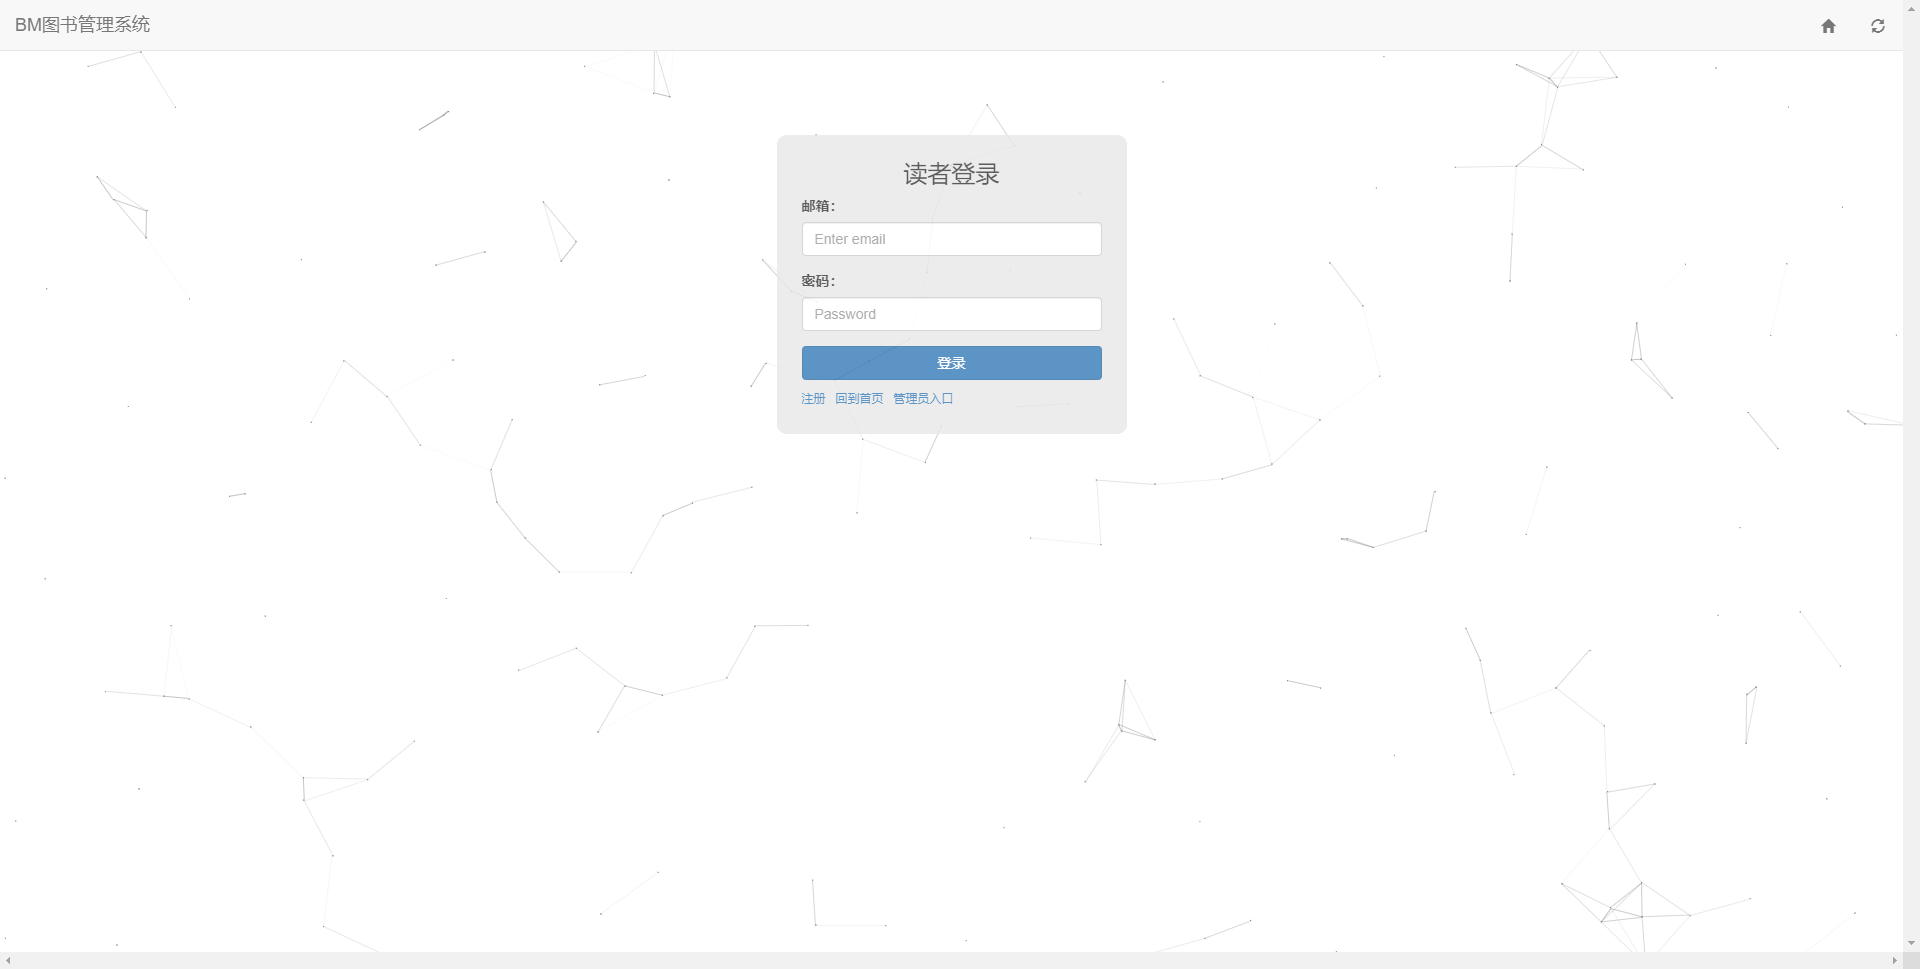 BM图书管理系统
读者登录
邮箱：
Enter email
密码：
Password
登录
注册 回到首页 管理员入口